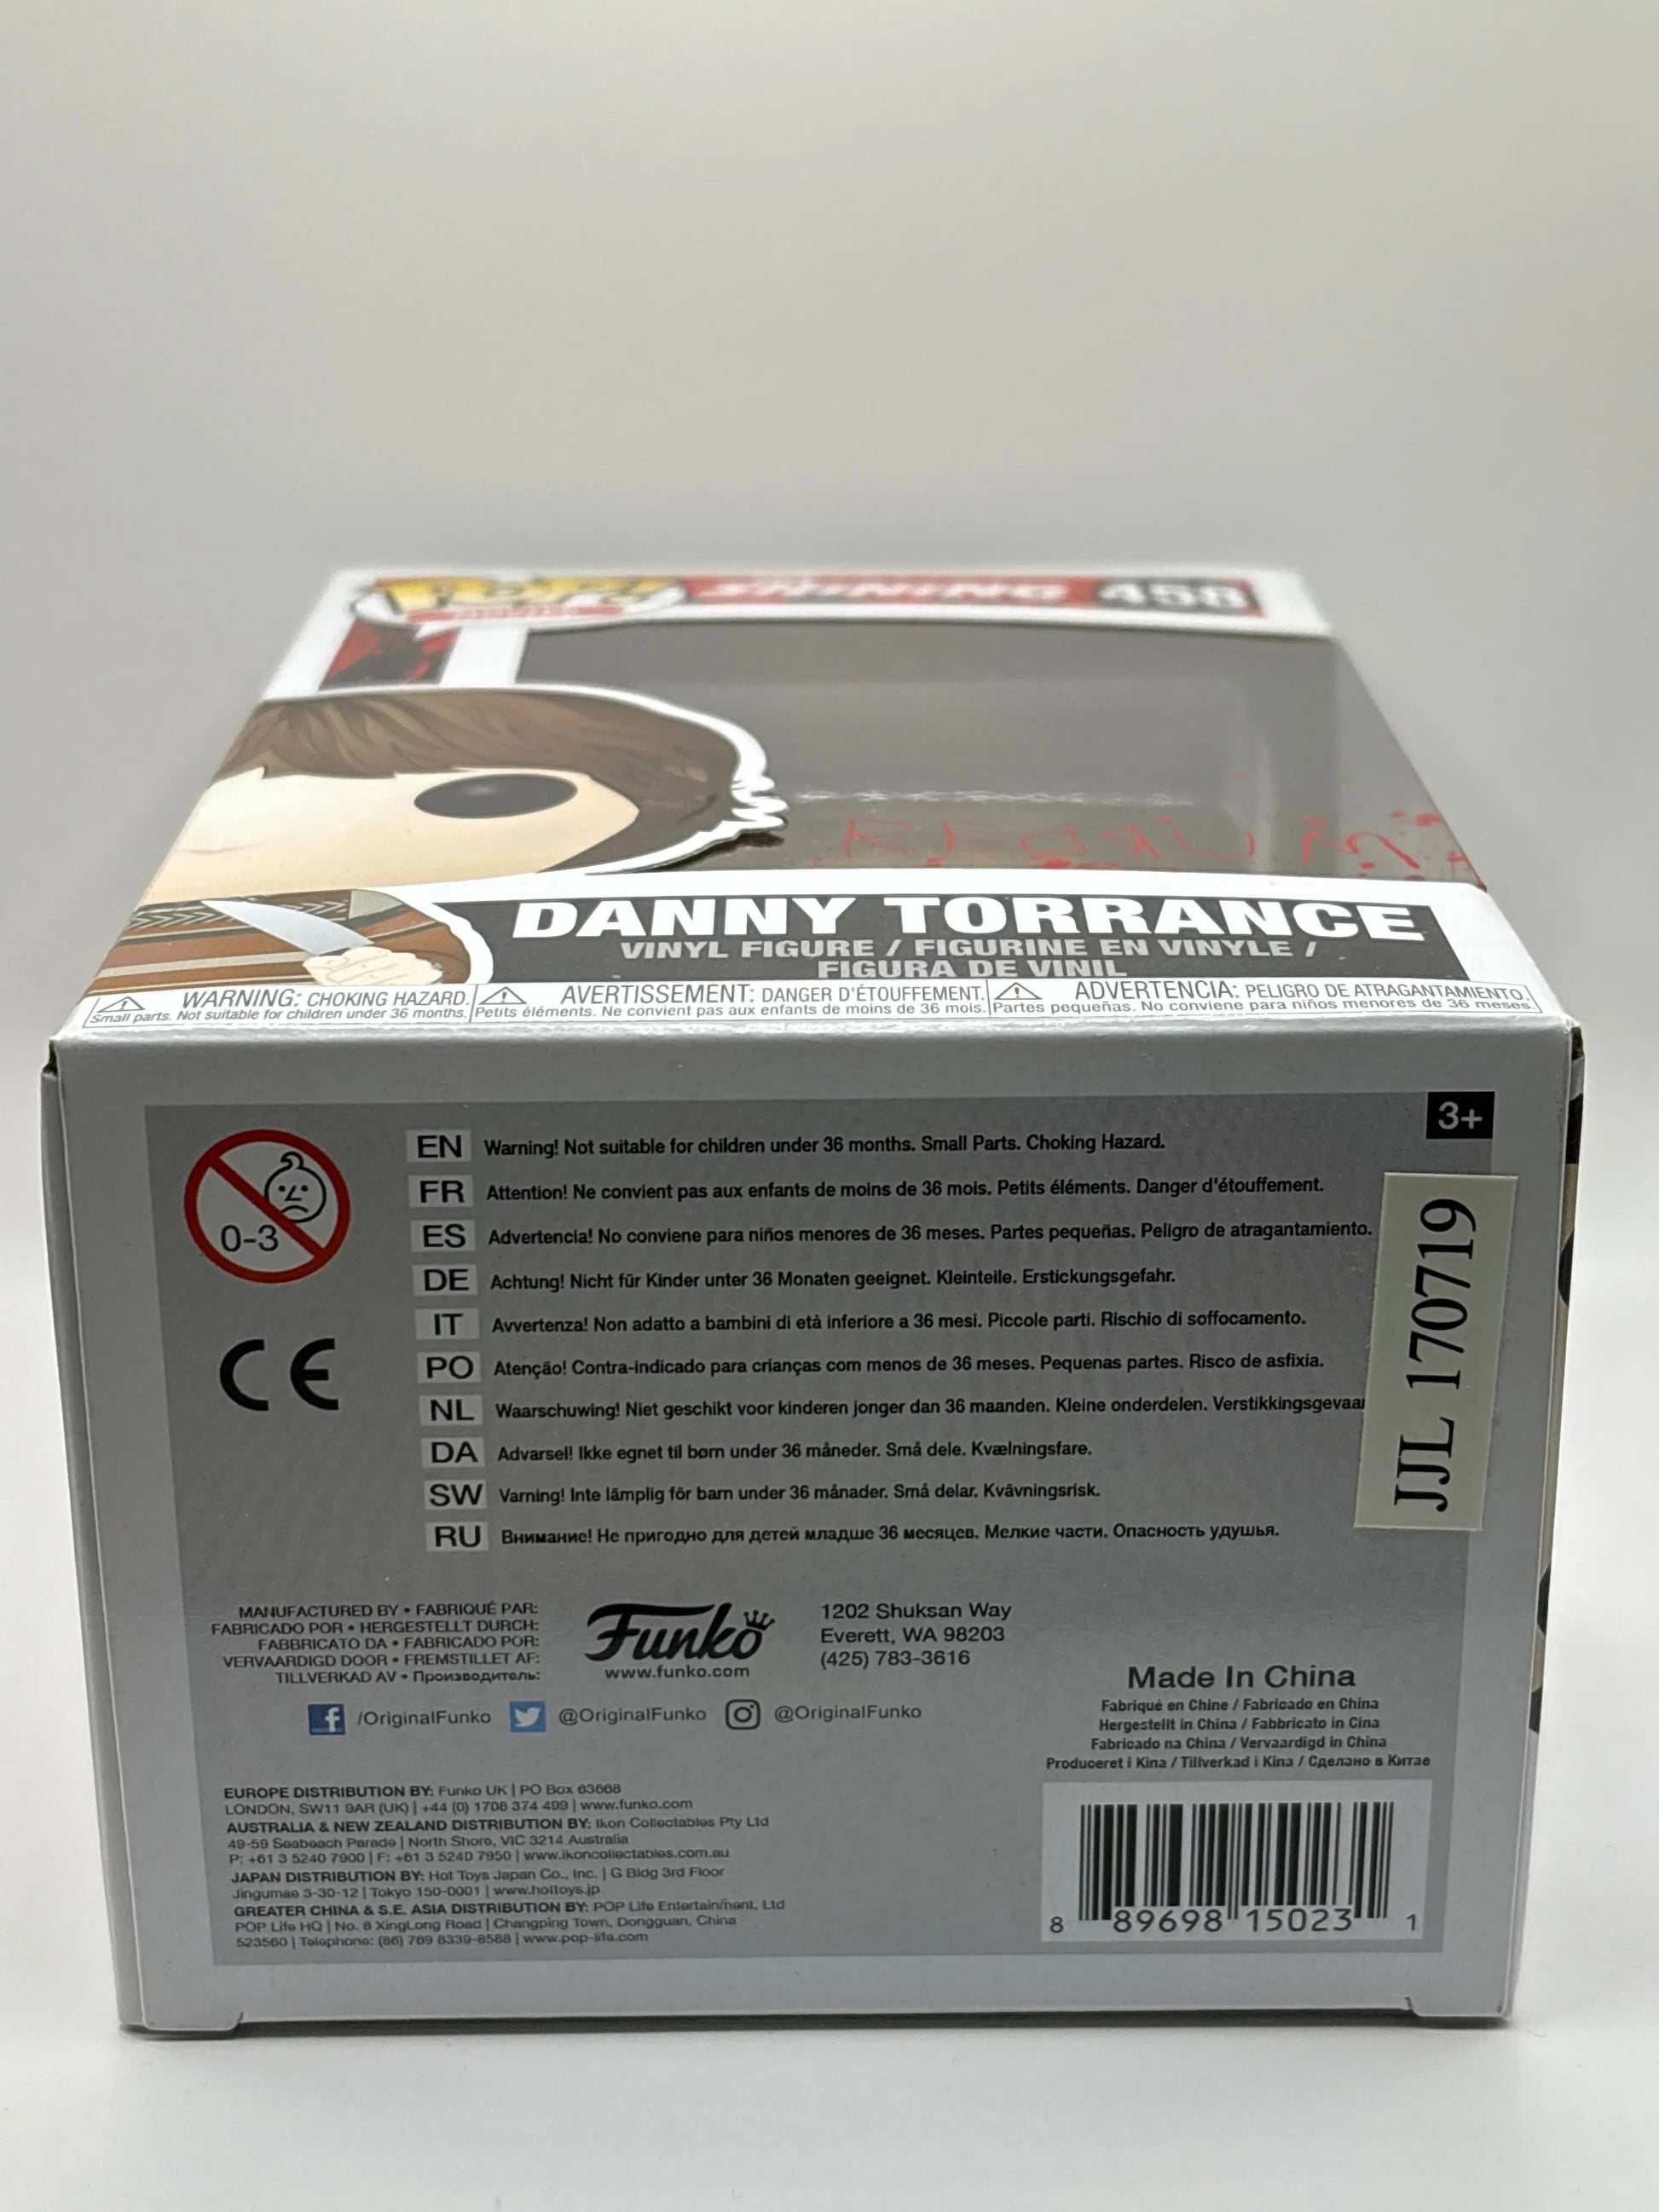 POP!
SHINING 458
DANNY TORRANCE
VINYL FIGURE / FIGURINE EN VINYLE /
FIGURA DE VINIL
WARNING: CHOKING HAZARD.
Small parts. Not suitable for children under 36 months.
AVERTISSEMENT: DANGER D'ÉTOUFFEMENT.
Petits éléments. Ne convient pas aux enfants de moins de 36 mois.
ADVERTENCIA: PELIGRO DE ATRAGANTAMIENTO.
Partes pequeñas. No conviene para niños menores de 36 meses.
3+
0-3
EN Warning! Not suitable for children under 36 months. Small Parts. Choking Hazard.
FR Attention! Ne convient pas aux enfants de moins de 36 mois. Petits éléments. Danger d'étouffement.
ES Advertencia! No conviene para niños menores de 36 meses. Partes pequeñas. Peligro de atragantamiento.
DE Achtung! Nicht für Kinder unter 36 Monaten geeignet. Kleinteile. Erstickungsgefahr.
IT Avvertenza! Non adatto a bambini di età inferiore a 36 mesi. Piccole parti. Rischio di soffocamento.
PO Atenção! Contra-indicado para crianças com menos de 36 meses. Pequenas partes. Risco de asfixia.
NL Waarschuwing! Niet geschikt voor kinderen jonger dan 36 maanden. Kleine onderdelen. Verstikkingsgevaar
DA Advarsel! Ikke egnet til børn under 36 måneder. Små dele. Kvælningsfare.
SW Varning! Inte lämplig för barn under 36 månader. Små delar. Kvävningsrisk.
RU Внимание! Не пригодно для детей младше 36 месяцев. Мелкие части. Опасность удушья.
CE
JJL 170719
MANUFACTURED BY • FABRIQUÉ PAR:
FABRICADO POR • HERGESTELLT DURCH:
FABBRICATO DA • FABRICADO POR:
VERVAARDIGD DOOR • FREMSTILLET AF:
TILLVERKAD AV • Производитель:
Funko
www.funko.com
1202 Shuksan Way
Everett, WA 98203
(425) 783-3616
/OriginalFunko @OriginalFunko @OriginalFunko
Made In China
Fabriqué en Chine / Fabricado en China
Hergestellt in China / Fabbricato in Cina
Fabricado na China / Vervaardigd in China
Produceret i Kina / Tillverkad i Kina / Сделано в Китае
EUROPE DISTRIBUTION BY: Funko UK | PO Box 63668
LONDON, SW11 9AR (UK) | +44 (0) 1708 374 499 | www.funko.com
AUSTRALIA & NEW ZEALAND DISTRIBUTION BY: Ikon Collectables Pty Ltd
49-59 Seabeach Parade | North Shore, VIC 3214 Australia
P: +61 3 5240 7900 | F: +61 3 5240 7950 | www.ikoncollectables.com.au
JAPAN DISTRIBUTION BY: Hot Toys Japan Co., Inc. | G Bldg 3rd Floor
Jingumae 3-30-12 | Tokyo 150-0001 | www.hottoys.jp
GREATER CHINA & S.E. ASIA DISTRIBUTION BY: POP Life Entertainment, Ltd
POP Life HQ | No. 8 XingLong Road | Changping Town, Dongguan, China
523560 | Telephone: (86) 769 8339-8588 | www.pop-life.com
8 89698 15023 1